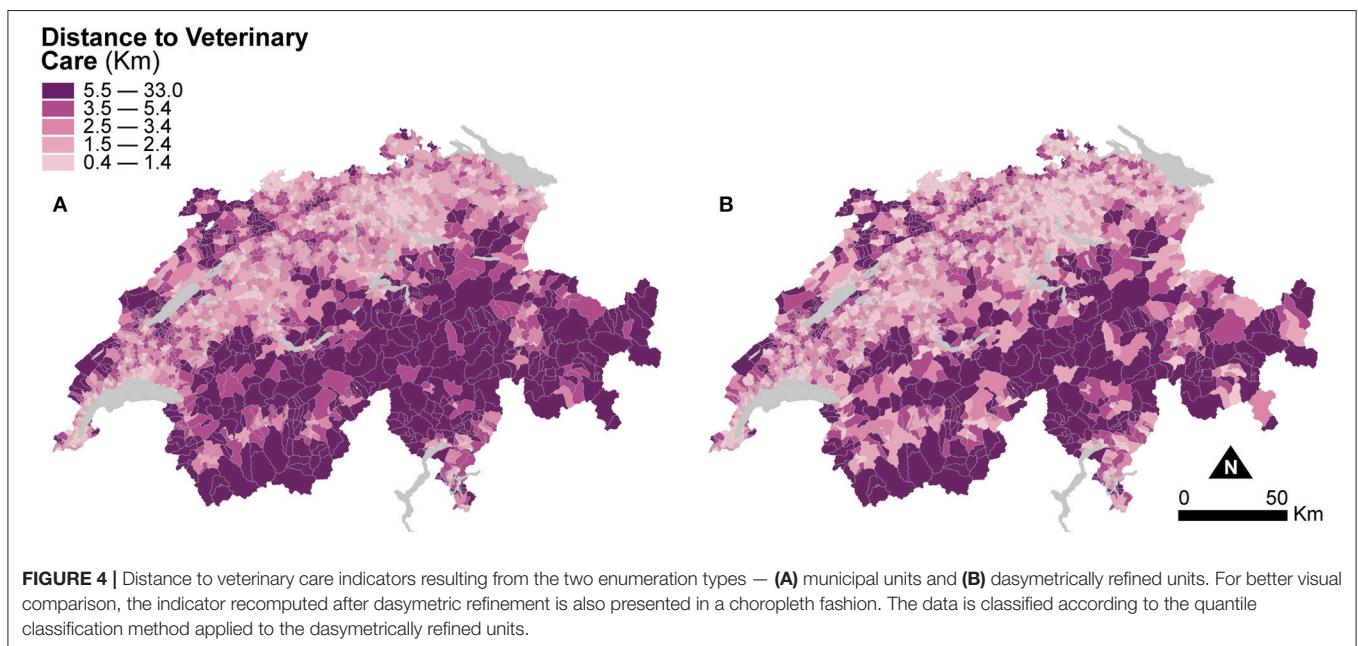 Distance to Veterinary
Care (Km)
5.5 — 33.0
3.5 — 5.4
2.5 — 3.4
1.5 — 2.4
0.4 — 1.4
A
B
N
0 50
Km
FIGURE 4 | Distance to veterinary care indicators resulting from the two enumeration types — (A) municipal units and (B) dasymetrically refined units. For better visual
comparison, the indicator recomputed after dasymetric refinement is also presented in a choropleth fashion. The data is classified according to the quantile
classification method applied to the dasymetrically refined units.